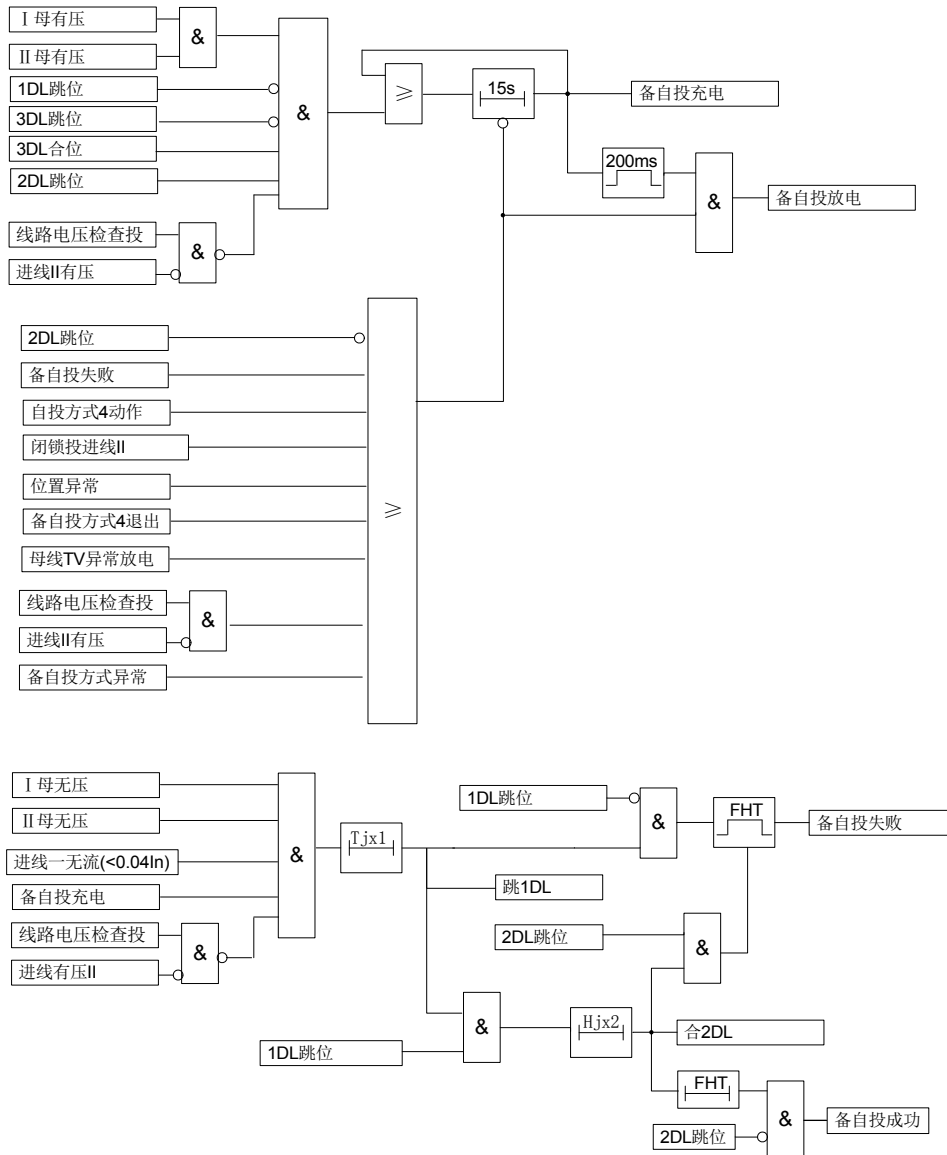 Ⅰ母有压
&
II母有压
1DL跳位
3DL跳位
3DL合位
2DL跳位
&
≥
15s
备自投充电
200ms
&
备自投放电
线路电压检查投
&
进线II有压
2DL跳位
备自投失败
自投方式4动作
闭锁投进线II
位置异常
备自投方式4退出
母线TV异常放电
≥
线路电压检查投
&
进线II有压
备自投方式异常
Ⅰ母无压
II母无压
进线一无流(<0.04In)
备自投充电
线路电压检查投
&
进线有压II
&
Tjx1
1DL跳位
&
FHT
备自投失败
跳1DL
2DL跳位
&
1DL跳位
&
Hjx2
合2DL
FHT
2DL跳位
&
备自投成功